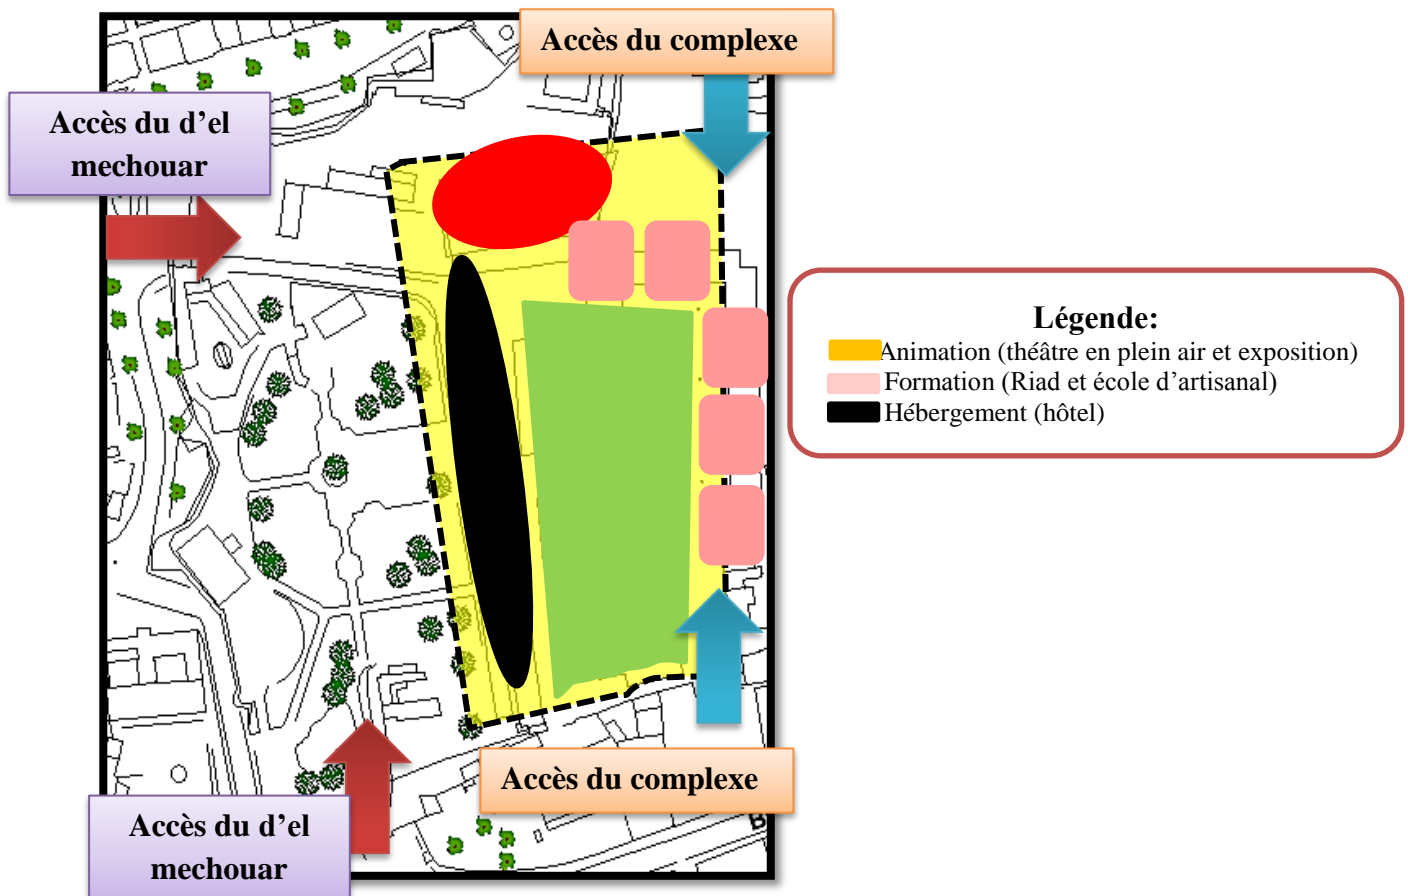 Accès du complexe
Accès du d’el
mechouar
Légende:
Animation (théâtre en plein air et exposition)
Formation (Riad et école d’artisanal)
Hébergement (hôtel)
Accès du complexe
Accès du d’el
mechouar
B